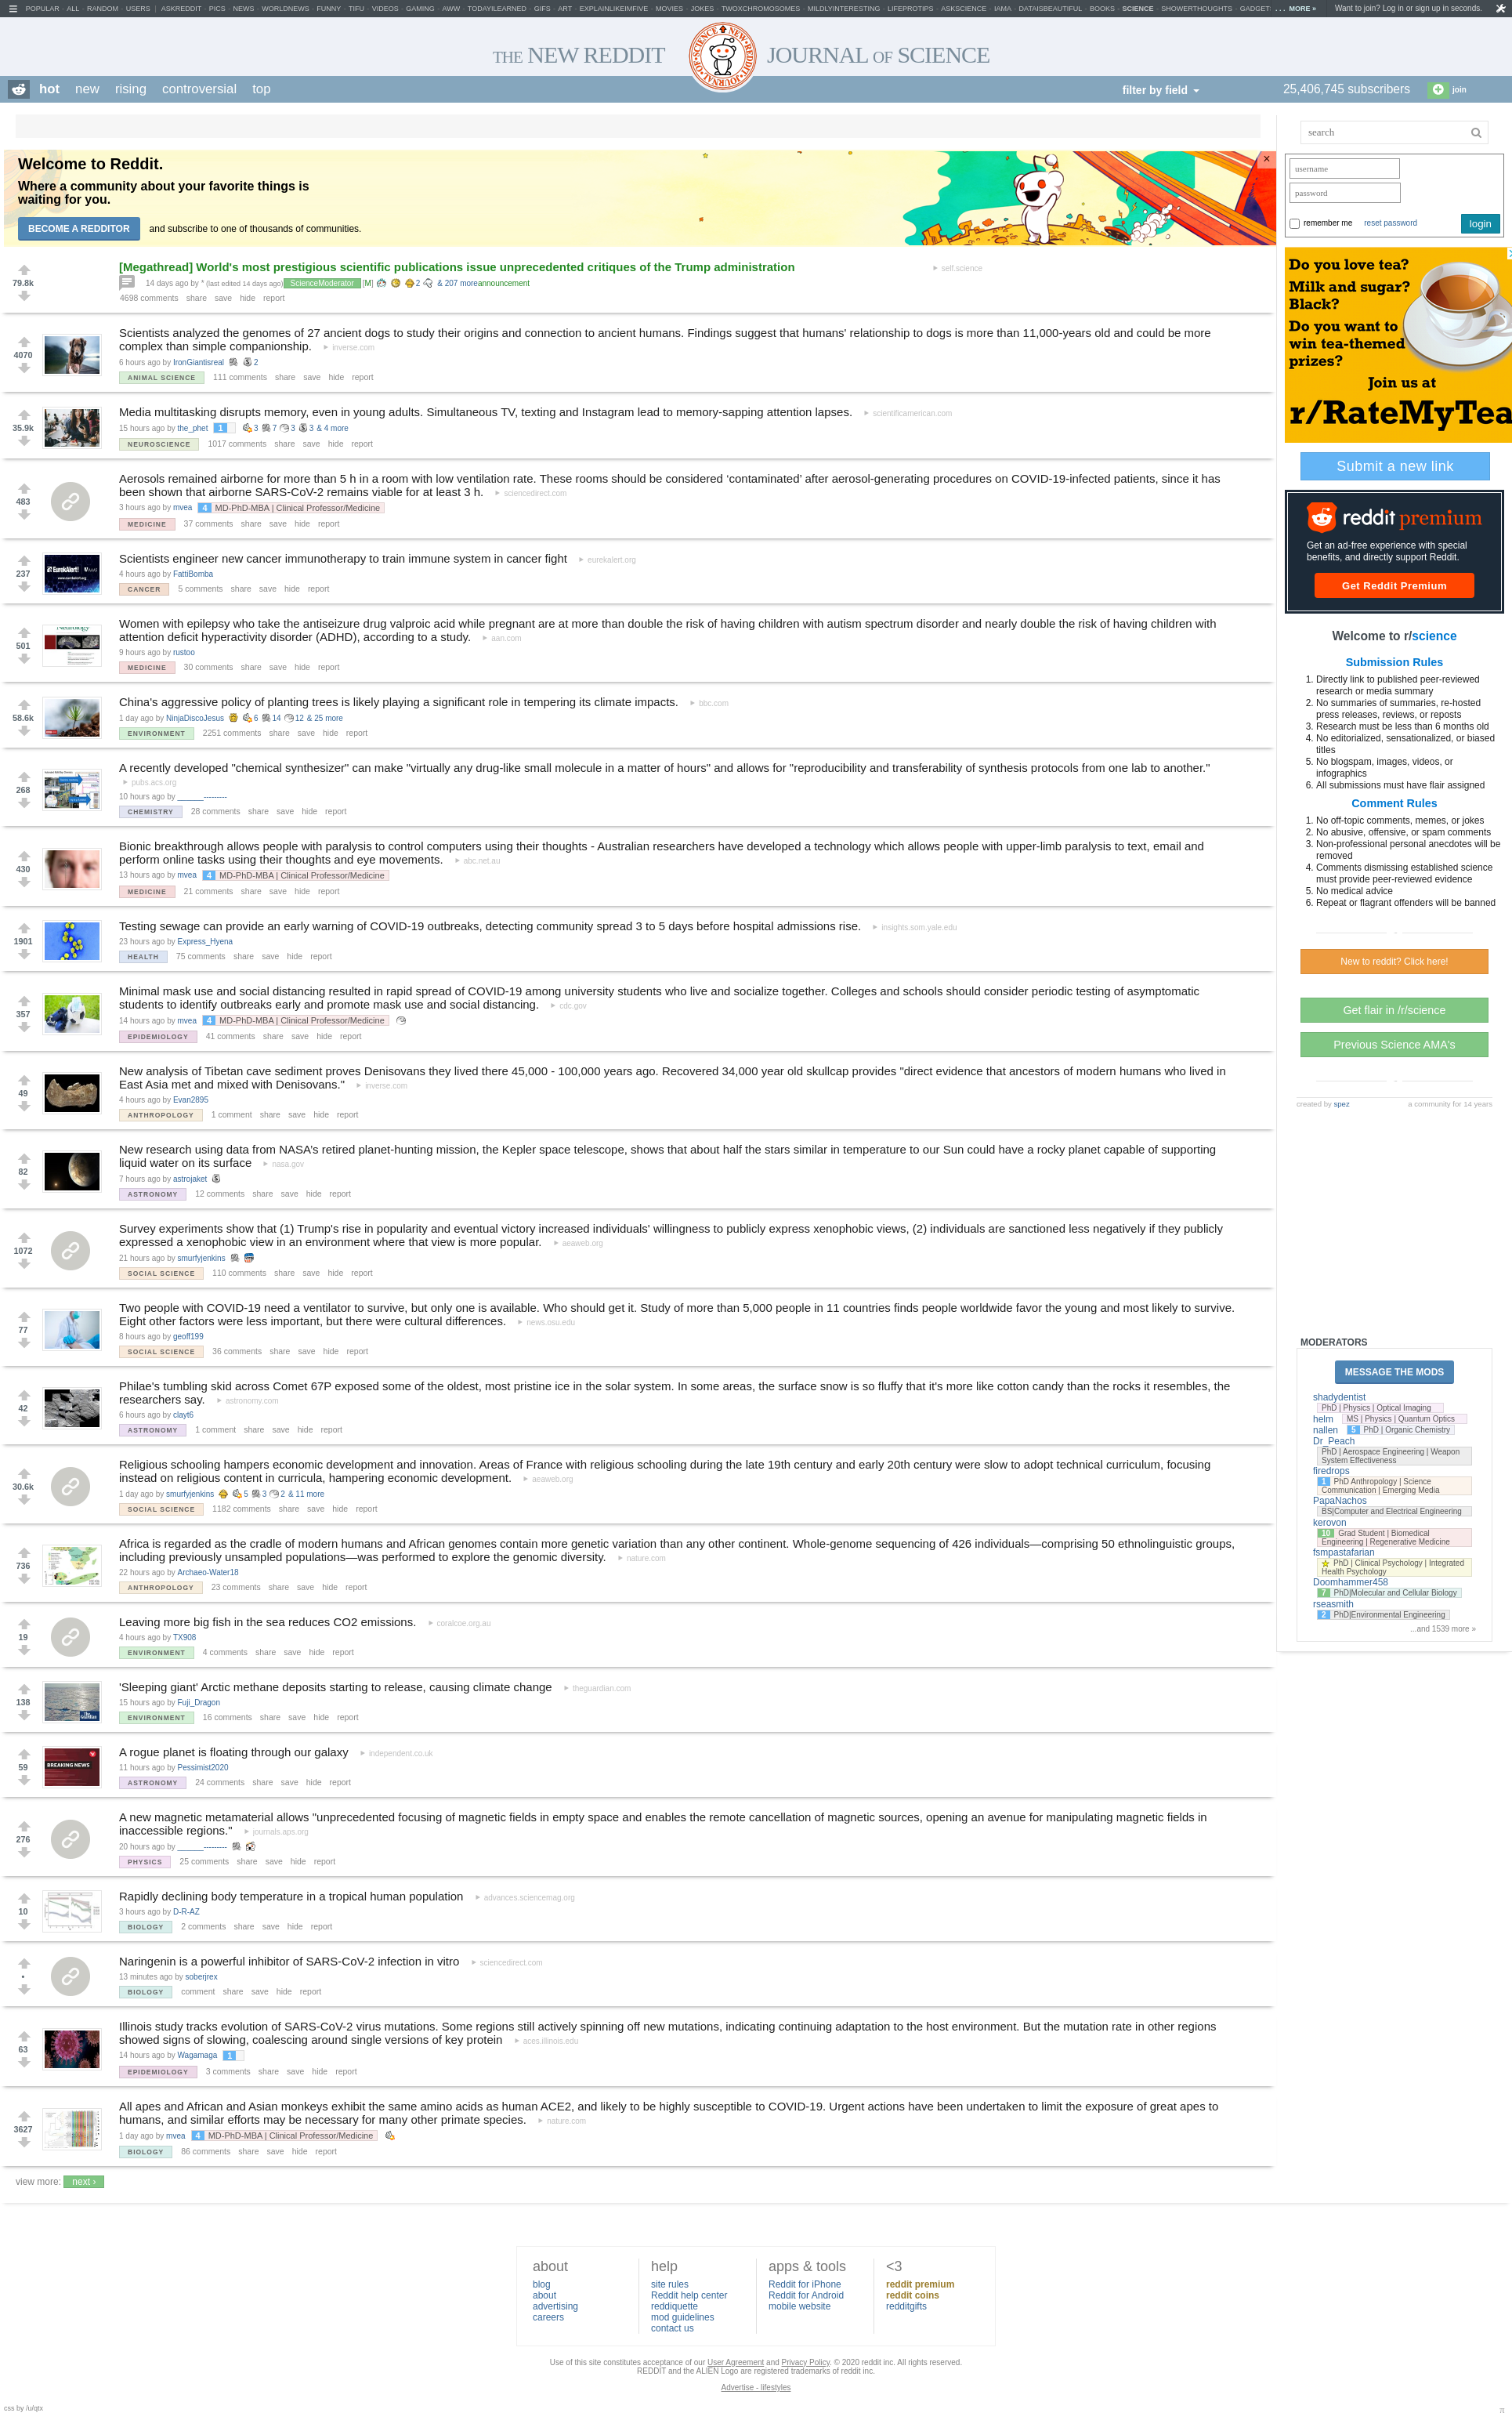 POPULAR - ALL - RANDOM - USERS | ASKREDDIT - PICS - NEWS - WORLDNEWS - FUNNY - TIFU - VIDEOS - GAMING - AWW - TODAYILEARNED - GIFS - ART - EXPLAINLIKEIMFIVE - MOVIES - JOKES - TWOXCHROMOSOMES - MILDLYINTERESTING - LIFEPROTIPS - ASKSCIENCE - IAMA - DATAISBEAUTIFUL - BOOKS - SCIENCE - SHOWERTHOUGHTS - GADGET ... MORE » Want to join? Log in or sign up in seconds.
THE NEW REDDIT JOURNAL OF SCIENCE
hot new rising controversial top filter by field 25,406,745 subscribers join
Welcome to Reddit.
Where a community about your favorite things is
waiting for you.
BECOME A REDDITOR and subscribe to one of thousands of communities.
79.8k
[Megathread] World's most prestigious scientific publications issue unprecedented critiques of the Trump administration self.science
14 days ago by * (last edited 14 days ago) ScienceModerator [M] 2 & 207 more announcement
4698 comments share save hide report
4070
Scientists analyzed the genomes of 27 ancient dogs to study their origins and connection to ancient humans. Findings suggest that humans' relationship to dogs is more than 11,000-years old and could be more
complex than simple companionship. inverse.com
6 hours ago by IronGiantisreal 2
ANIMAL SCIENCE 111 comments share save hide report
35.9k
Media multitasking disrupts memory, even in young adults. Simultaneous TV, texting and Instagram lead to memory-sapping attention lapses. scientificamerican.com
15 hours ago by the_phet 1 3 7 3 3 & 4 more
NEUROSCIENCE 1017 comments share save hide report
483
Aerosols remained airborne for more than 5 h in a room with low ventilation rate. These rooms should be considered 'contaminated' after aerosol-generating procedures on COVID-19-infected patients, since it has
been shown that airborne SARS-CoV-2 remains viable for at least 3 h. sciencedirect.com
3 hours ago by mvea 4 MD-PhD-MBA | Clinical Professor/Medicine
MEDICINE 37 comments share save hide report
237
EurekAlert!
Scientists engineer new cancer immunotherapy to train immune system in cancer fight eurekalert.org
4 hours ago by FattiBomba
CANCER 5 comments share save hide report
501
Women with epilepsy who take the antiseizure drug valproic acid while pregnant are at more than double the risk of having children with autism spectrum disorder and nearly double the risk of having children with
attention deficit hyperactivity disorder (ADHD), according to a study. aan.com
9 hours ago by rustoo
MEDICINE 30 comments share save hide report
58.6k
China's aggressive policy of planting trees is likely playing a significant role in tempering its climate impacts. bbc.com
1 day ago by NinjaDiscoJesus 6 14 12 & 25 more
ENVIRONMENT 2251 comments share save hide report
268
A recently developed "chemical synthesizer" can make "virtually any drug-like small molecule in a matter of hours" and allows for "reproducibility and transferability of synthesis protocols from one lab to another."
pubs.acs.org
10 hours ago by ______---------
CHEMISTRY 28 comments share save hide report
430
Bionic breakthrough allows people with paralysis to control computers using their thoughts - Australian researchers have developed a technology which allows people with upper-limb paralysis to text, email and
perform online tasks using their thoughts and eye movements. abc.net.au
13 hours ago by mvea 4 MD-PhD-MBA | Clinical Professor/Medicine
MEDICINE 21 comments share save hide report
1901
Testing sewage can provide an early warning of COVID-19 outbreaks, detecting community spread 3 to 5 days before hospital admissions rise. insights.som.yale.edu
23 hours ago by Express_Hyena
HEALTH 75 comments share save hide report
357
Minimal mask use and social distancing resulted in rapid spread of COVID-19 among university students who live and socialize together. Colleges and schools should consider periodic testing of asymptomatic
students to identify outbreaks early and promote mask use and social distancing. cdc.gov
14 hours ago by mvea 4 MD-PhD-MBA | Clinical Professor/Medicine
EPIDEMIOLOGY 41 comments share save hide report
49
New analysis of Tibetan cave sediment proves Denisovans they lived there 45,000 - 100,000 years ago. Recovered 34,000 year old skullcap provides "direct evidence that ancestors of modern humans who lived in
East Asia met and mixed with Denisovans." inverse.com
4 hours ago by Evan2895
ANTHROPOLOGY 1 comment share save hide report
82
New research using data from NASA's retired planet-hunting mission, the Kepler space telescope, shows that about half the stars similar in temperature to our Sun could have a rocky planet capable of supporting
liquid water on its surface nasa.gov
7 hours ago by astrojaket
ASTRONOMY 12 comments share save hide report
1072
Survey experiments show that (1) Trump's rise in popularity and eventual victory increased individuals' willingness to publicly express xenophobic views, (2) individuals are sanctioned less negatively if they publicly
expressed a xenophobic view in an environment where that view is more popular. aeaweb.org
21 hours ago by smurfyjenkins
SOCIAL SCIENCE 110 comments share save hide report
77
Two people with COVID-19 need a ventilator to survive, but only one is available. Who should get it. Study of more than 5,000 people in 11 countries finds people worldwide favor the young and most likely to survive.
Eight other factors were less important, but there were cultural differences. news.osu.edu
8 hours ago by geoff199
SOCIAL SCIENCE 36 comments share save hide report
42
Philae's tumbling skid across Comet 67P exposed some of the oldest, most pristine ice in the solar system. In some areas, the surface snow is so fluffy that it's more like cotton candy than the rocks it resembles, the
researchers say. astronomy.com
6 hours ago by clayt6
ASTRONOMY 1 comment share save hide report
30.6k
Religious schooling hampers economic development and innovation. Areas of France with religious schooling during the late 19th century and early 20th century were slow to adopt technical curriculum, focusing
instead on religious content in curricula, hampering economic development. aeaweb.org
1 day ago by smurfyjenkins 5 3 2 & 11 more
SOCIAL SCIENCE 1182 comments share save hide report
736
Africa is regarded as the cradle of modern humans and African genomes contain more genetic variation than any other continent. Whole-genome sequencing of 426 individuals—comprising 50 ethnolinguistic groups,
including previously unsampled populations—was performed to explore the genomic diversity. nature.com
22 hours ago by Archaeo-Water18
ANTHROPOLOGY 23 comments share save hide report
19
Leaving more big fish in the sea reduces CO2 emissions. coralcoe.org.au
4 hours ago by TX908
ENVIRONMENT 4 comments share save hide report
138
'Sleeping giant' Arctic methane deposits starting to release, causing climate change theguardian.com
15 hours ago by Fuji_Dragon
ENVIRONMENT 16 comments share save hide report
59
BREAKING NEWS
A rogue planet is floating through our galaxy independent.co.uk
11 hours ago by Pessimist2020
ASTRONOMY 24 comments share save hide report
276
A new magnetic metamaterial allows "unprecedented focusing of magnetic fields in empty space and enables the remote cancellation of magnetic sources, opening an avenue for manipulating magnetic fields in
inaccessible regions." journals.aps.org
20 hours ago by ______---------
PHYSICS 25 comments share save hide report
10
Rapidly declining body temperature in a tropical human population advances.sciencemag.org
3 hours ago by D-R-AZ
BIOLOGY 2 comments share save hide report
•
Naringenin is a powerful inhibitor of SARS-CoV-2 infection in vitro sciencedirect.com
13 minutes ago by soberjrex
BIOLOGY comment share save hide report
63
Illinois study tracks evolution of SARS-CoV-2 virus mutations. Some regions still actively spinning off new mutations, indicating continuing adaptation to the host environment. But the mutation rate in other regions
showed signs of slowing, coalescing around single versions of key protein aces.illinois.edu
14 hours ago by Wagamaga 1
EPIDEMIOLOGY 3 comments share save hide report
3627
All apes and African and Asian monkeys exhibit the same amino acids as human ACE2, and likely to be highly susceptible to COVID-19. Urgent actions have been undertaken to limit the exposure of great apes to
humans, and similar efforts may be necessary for many other primate species. nature.com
1 day ago by mvea 4 MD-PhD-MBA | Clinical Professor/Medicine
BIOLOGY 86 comments share save hide report
view more: next ›
search
username
password
remember me reset password login
Do you love tea?
Milk and sugar?
Black?
Do you want to
win tea-themed
prizes?
Join us at
r/RateMyTea
Submit a new link
reddit premium
Get an ad-free experience with special
benefits, and directly support Reddit.
Get Reddit Premium
Welcome to r/science
Submission Rules
1. Directly link to published peer-reviewed
research or media summary
2. No summaries of summaries, re-hosted
press releases, reviews, or reposts
3. Research must be less than 6 months old
4. No editorialized, sensationalized, or biased
titles
5. No blogspam, images, videos, or
infographics
6. All submissions must have flair assigned
Comment Rules
1. No off-topic comments, memes, or jokes
2. No abusive, offensive, or spam comments
3. Non-professional personal anecdotes will be
removed
4. Comments dismissing established science
must provide peer-reviewed evidence
5. No medical advice
6. Repeat or flagrant offenders will be banned
New to reddit? Click here!
Get flair in /r/science
Previous Science AMA's
created by spez a community for 14 years
MODERATORS
MESSAGE THE MODS
shadydentist
PhD | Physics | Optical Imaging
helm MS | Physics | Quantum Optics
nallen 5 PhD | Organic Chemistry
Dr_Peach
PhD | Aerospace Engineering | Weapon
System Effectiveness
firedrops
1 PhD Anthropology | Science
Communication | Emerging Media
PapaNachos
BS|Computer and Electrical Engineering
kerovon
10 Grad Student | Biomedical
Engineering | Regenerative Medicine
fsmpastafarian
PhD | Clinical Psychology | Integrated
Health Psychology
Doomhammer458
7 PhD|Molecular and Cellular Biology
rseasmith
2 PhD|Environmental Engineering
...and 1539 more »
about
blog
about
advertising
careers
help
site rules
Reddit help center
reddiquette
mod guidelines
contact us
apps & tools
Reddit for iPhone
Reddit for Android
mobile website
<3
reddit premium
reddit coins
redditgifts
Use of this site constitutes acceptance of our User Agreement and Privacy Policy. © 2020 reddit inc. All rights reserved.
REDDIT and the ALIEN Logo are registered trademarks of reddit inc.
Advertise - lifestyles
css by /u/qtx
π